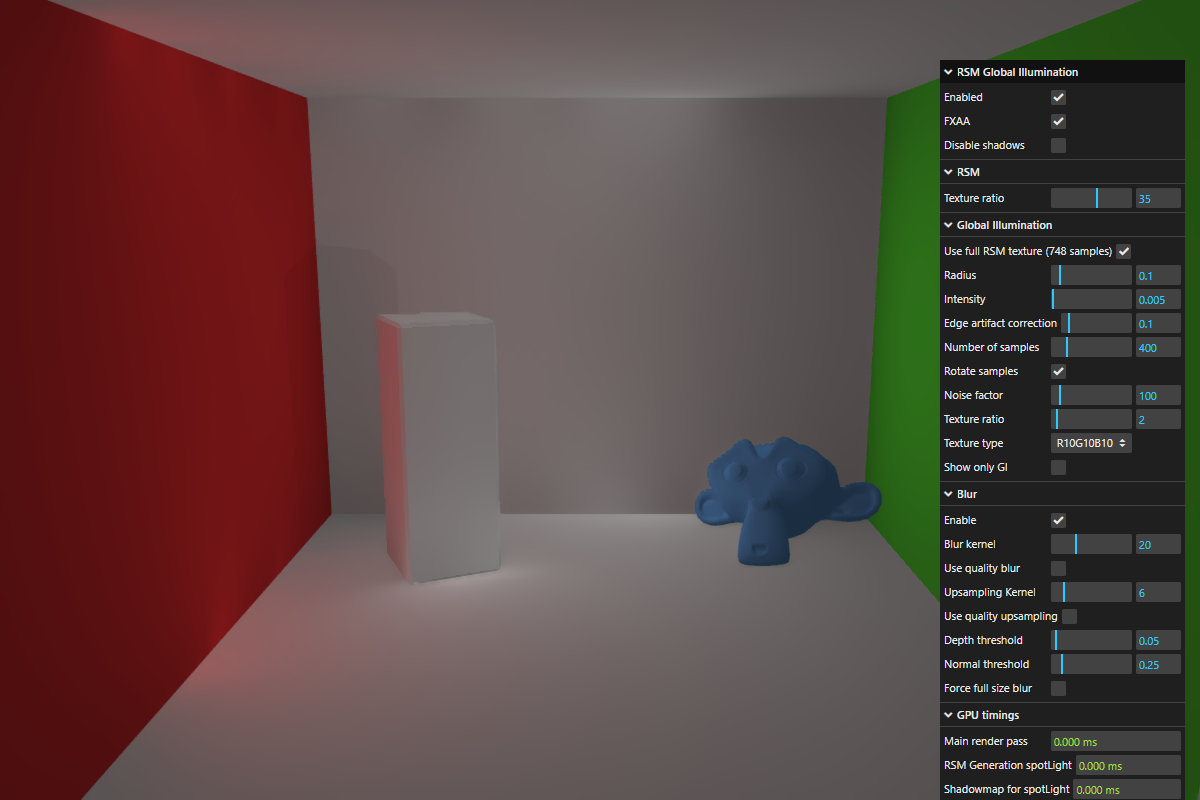 RSM Global Illumination
Enabled
FXAA
Disable shadows
RSM
Texture ratio 35
Global Illumination
Use full RSM texture (748 samples)
Radius 0.1
Intensity 0.005
Edge artifact correction 0.1
Number of samples 400
Rotate samples
Noise factor 100
Texture ratio 2
Texture type R10G10B10
Show only GI
Blur
Enable
Blur kernel 20
Use quality blur
Upsampling Kernel 6
Use quality upsampling
Depth threshold 0.05
Normal threshold 0.25
Force full size blur
GPU timings
Main render pass 0.000 ms
RSM Generation spotLight 0.000 ms
Shadowmap for spotLight 0.000 ms